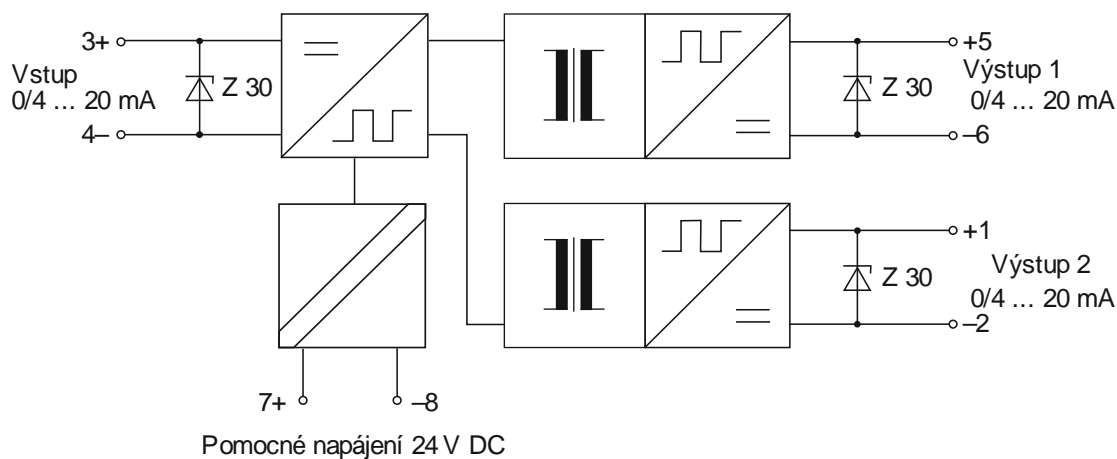 3+
Vstup
0/4 ... 20 mA
4–
Z 30
Z 30
+5
Výstup 1
0/4 ... 20 mA
–6
Z 30
+1
Výstup 2
0/4 ... 20 mA
–2
7+
–8
Pomocné napájení 24 V DC